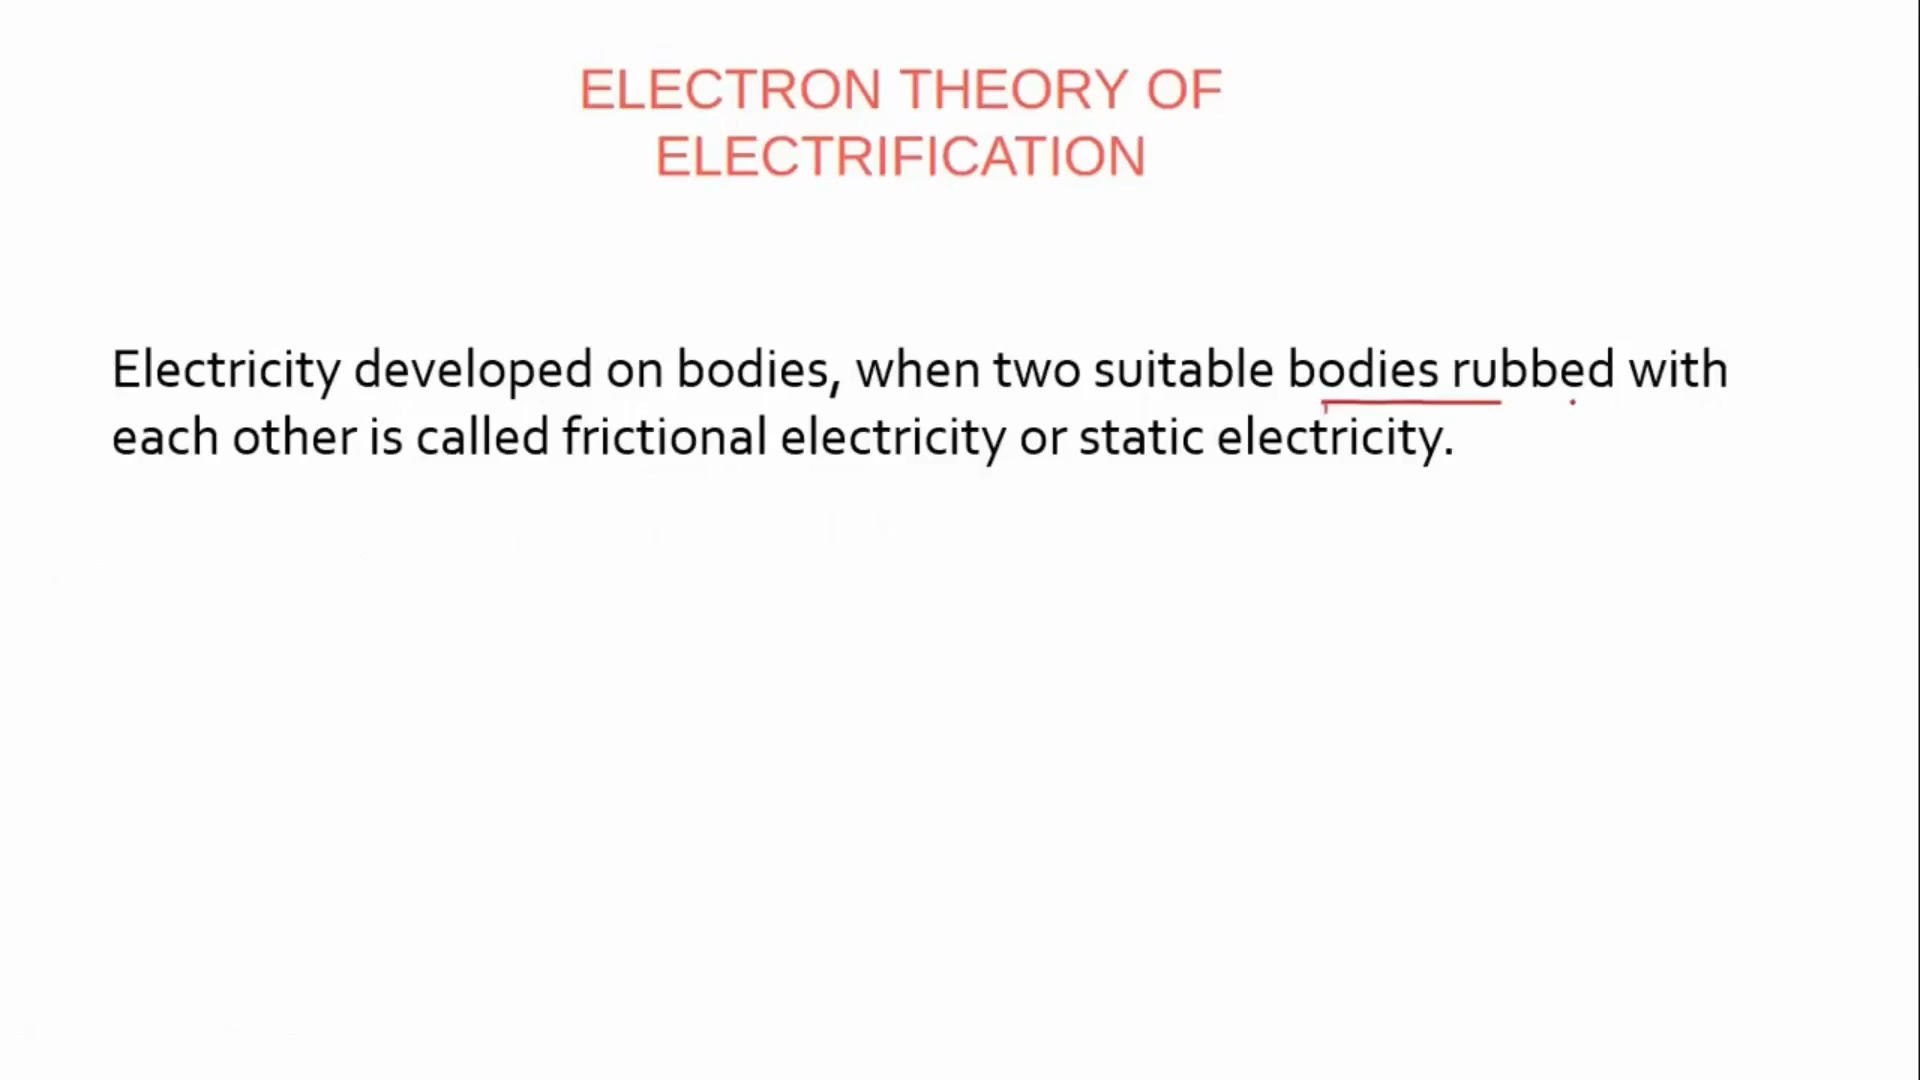 ELECTRON THEORY OF
ELECTRIFICATION
Electricity developed on bodies, when two suitable bodies rubbed with
each other is called frictional electricity or static electricity.